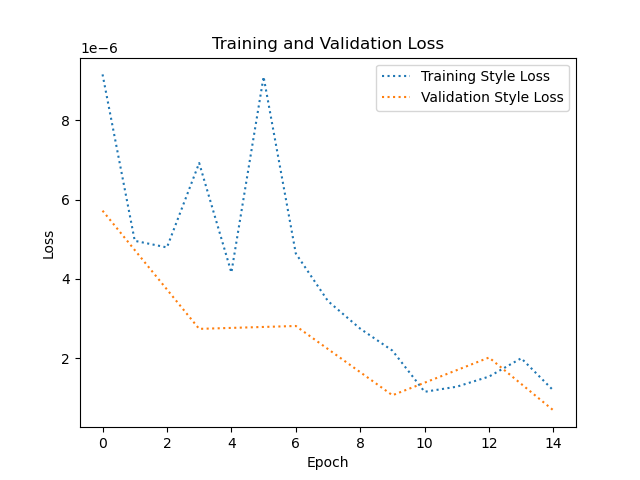 Training and Validation Loss
1e−6
Training Style Loss
Validation Style Loss
8
6
4
2
Loss
0 2 4 6 8 10 12 14
Epoch